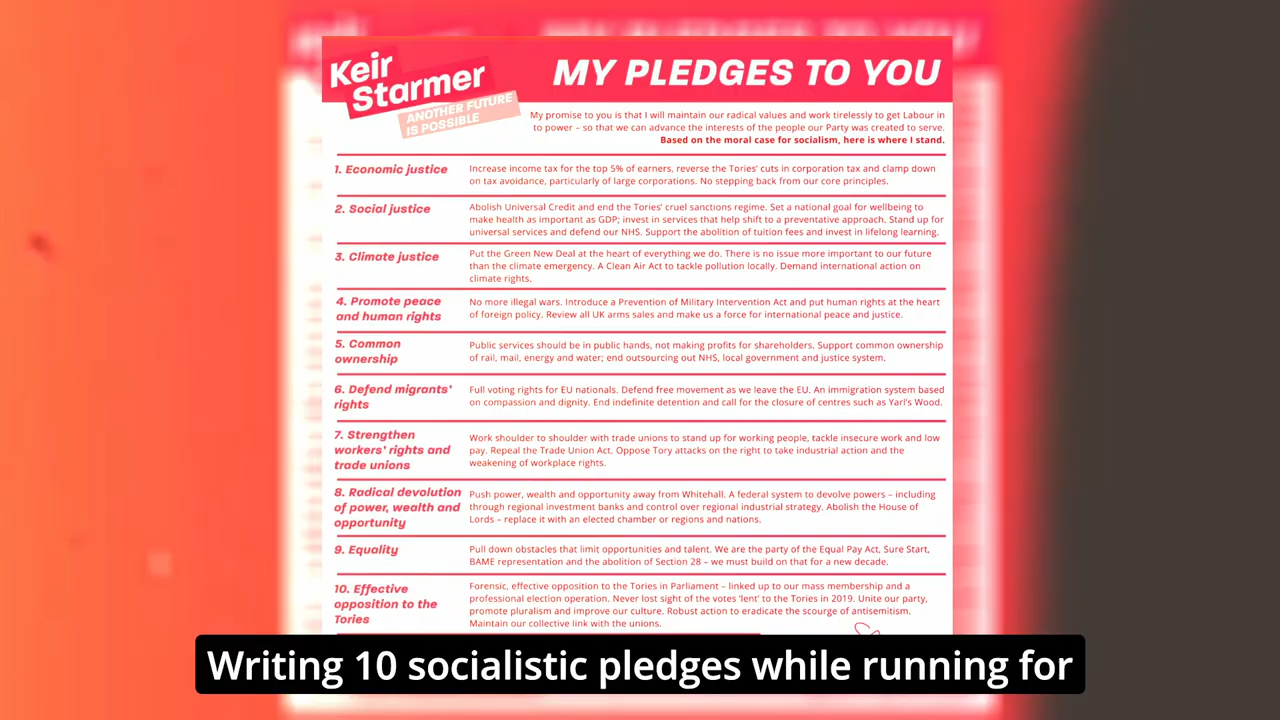 Keir
Starmer
ANOTHER FUTURE
IS POSSIBLE
MY PLEDGES TO YOU
My promise to you is that I will maintain our radical values and work tirelessly to get Labour in
to power – so that we can advance the interests of the people our Party was created to serve.
Based on the moral case for socialism, here is where I stand.
1. Economic justice
Increase income tax for the top 5% of earners, reverse the Tories' cuts in corporation tax and clamp down
on tax avoidance, particularly of large corporations. No stepping back from our core principles.
2. Social justice
Abolish Universal Credit and end the Tories' cruel sanctions regime. Set a national goal for wellbeing to
make health as important as GDP; invest in services that help shift to a preventative approach. Stand up for
universal services and defend our NHS. Support the abolition of tuition fees and invest in lifelong learning.
3. Climate justice
Put the Green New Deal at the heart of everything we do. There is no issue more important to our future
than the climate emergency. A Clean Air Act to tackle pollution locally. Demand international action on
climate rights.
4. Promote peace
and human rights
No more illegal wars. Introduce a Prevention of Military Intervention Act and put human rights at the heart
of foreign policy. Review all UK arms sales and make us a force for international peace and justice.
5. Common
ownership
Public services should be in public hands, not making profits for shareholders. Support common ownership
of rail, mail, energy and water; end outsourcing out NHS, local government and justice system.
6. Defend migrants'
rights
Full voting rights for EU nationals. Defend free movement as we leave the EU. An immigration system based
on compassion and dignity. End indefinite detention and call for the closure of centres such as Yarl's Wood.
7. Strengthen
workers' rights and
trade unions
Work shoulder to shoulder with trade unions to stand up for working people, tackle insecure work and low
pay. Repeal the Trade Union Act. Oppose Tory attacks on the right to take industrial action and the
weakening of workplace rights.
8. Radical devolution
of power, wealth and
opportunity
Push power, wealth and opportunity away from Whitehall. A federal system to devolve powers – including
through regional investment banks and control over regional industrial strategy. Abolish the House of
Lords – replace it with an elected chamber or regions and nations.
9. Equality
Pull down obstacles that limit opportunities and talent. We are the party of the Equal Pay Act, Sure Start,
BAME representation and the abolition of Section 28 – we must build on that for a new decade.
10. Effective
opposition to the
Tories
Forensic, effective opposition to the Tories in Parliament – linked up to our mass membership and a
professional election operation. Never lost sight of the votes 'lent' to the Tories in 2019. Unite our party,
promote pluralism and improve our culture. Robust action to eradicate the scourge of antisemitism.
Maintain our collective link with the unions.
Writing 10 socialistic pledges while running for